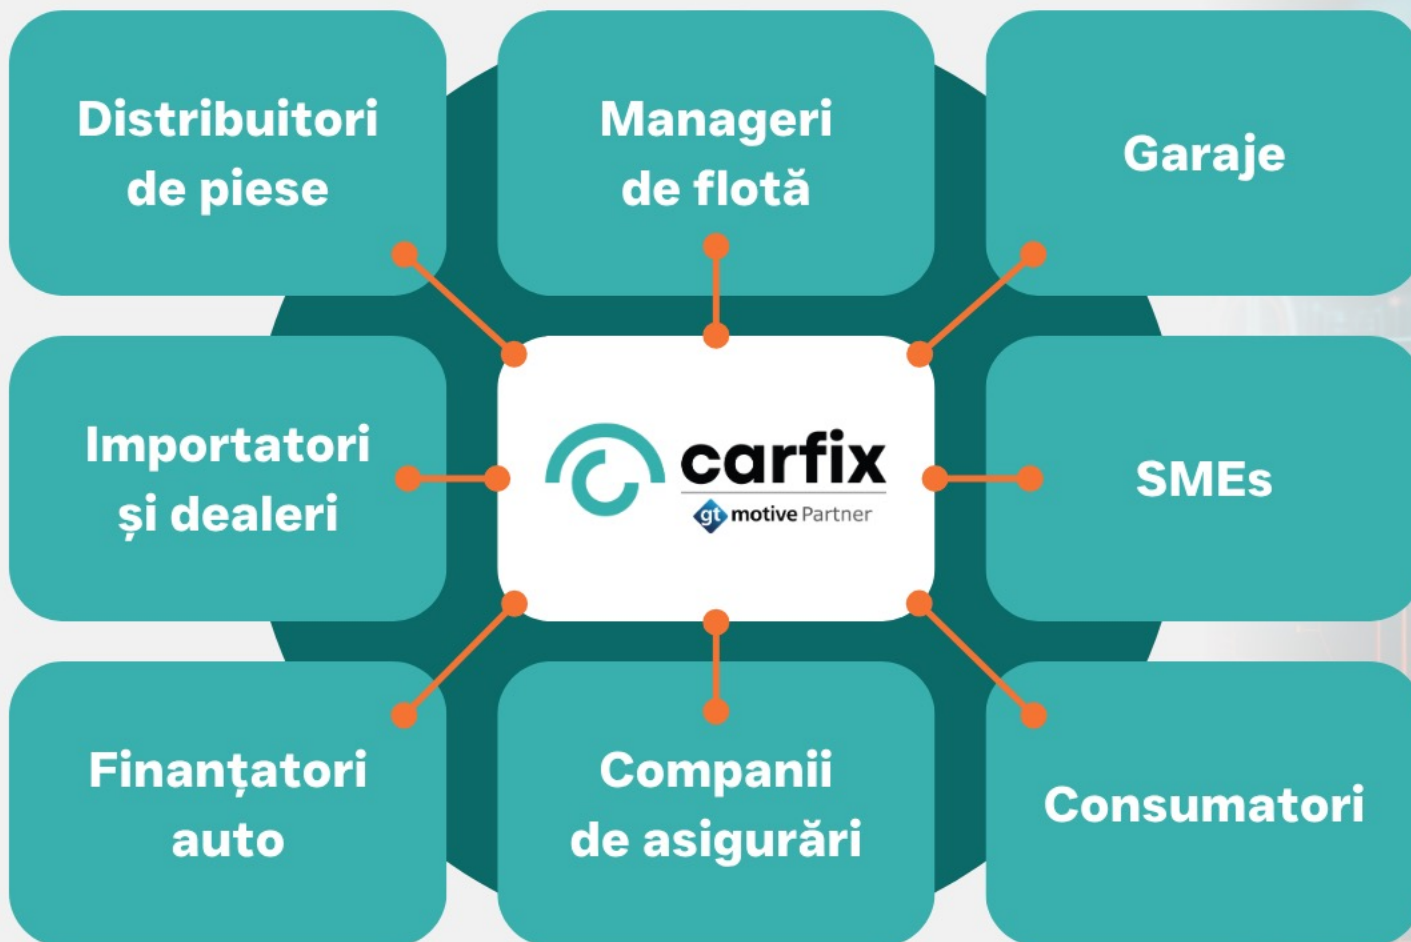 Distribuitori
de piese
Manageri
de flotă
Garaje
Importatori
și dealeri
carfix
gt motive Partner
SMEs
Finanțatori
auto
Companii
de asigurări
Consumatori